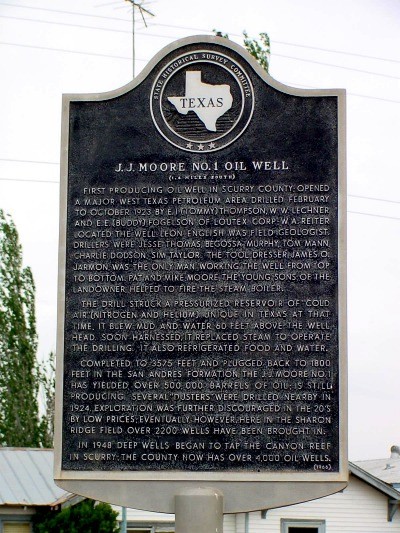 STATE HISTORICAL SURVEY COMMITTEE
TEXAS
J.J. MOORE NO. 1 OIL WELL
FIRST PRODUCING OIL WELL IN SCURRY COUNTY. OPENED
A MAJOR WEST TEXAS PETROLEUM AREA. DRILLED FEBRUARY
TO OCTOBER, 1923 BY E.I. (TOMMY) THOMPSON, W.W. LECHNER
AND E.E. (BUDDY) FOGELSON OF LOUTEX CORP. W.A. REITER
LOCATED THE WELL. LEON ENGLISH WAS FIELD GEOLOGIST.
DRILLERS WERE JESSE THOMAS, BEGOSSA MURPHY, TOM MANN,
CHARLIE DODSON, SIM TAYLOR. THE TOOL DRESSER, JAMES O.
JARMON, WAS THE ONLY MAN WORKING THE WELL FROM TOP
TO BOTTOM. PAT AND MIKE MOORE, THE YOUNG SONS OF THE
LANDOWNER, HELPED TO FIRE THE STEAM BOILER.
THE DRILL STRUCK A PRESSURIZED RESERVOIR OF "COLD
AIR" (NITROGEN AND HELIUM) UNIQUE IN TEXAS AT THAT
TIME. IT BLEW MUD AND WATER 60 FEET ABOVE THE WELL
HEAD. SOON HARNESSED, IT REPLACED STEAM TO OPERATE
THE DRILLING. IT ALSO REFRIGERATED FOOD AND WATER.
COMPLETED TO 3575 FEET AND PLUGGED BACK TO 1800
FEET IN THE SAN ANDRES FORMATION, THE J.J. MOORE NO. 1
HAS YIELDED OVER 500,000 BARRELS OF OIL; IS STILL
PRODUCING. SEVERAL "DUSTERS" WERE DRILLED NEARBY IN
1924. EXPLORATION WAS FURTHER DISCOURAGED IN THE 20'S
BY LOW PRICES; EVENTUALLY, HOWEVER, HERE IN THE SHARON
RIDGE FIELD, OVER 2200 WELLS HAVE BEEN BROUGHT IN.
IN 1948 DEEP WELLS BEGAN TO TAP THE CANYON REEF
IN SCURRY; THE COUNTY NOW HAS OVER 4,000 OIL WELLS.